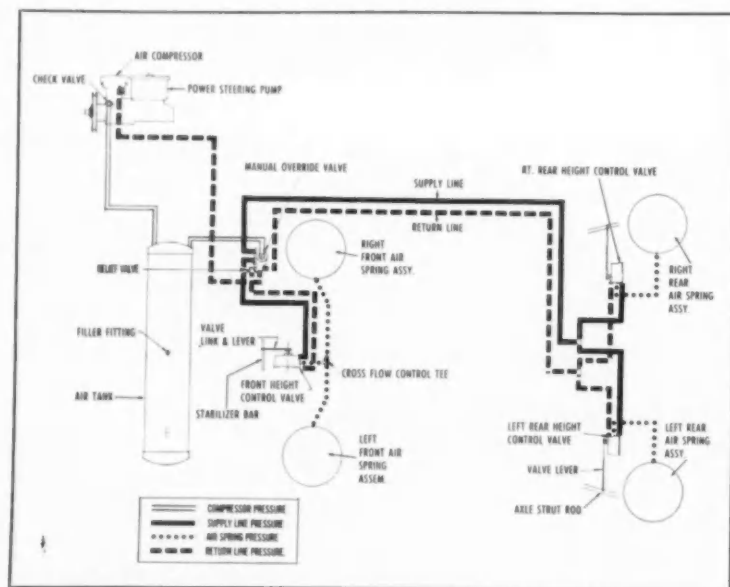 AIR COMPRESSOR
CHECK VALVE
POWER STEERING PUMP
MANUAL OVERRIDE VALVE
SUPPLY LINE
RT. REAR HEIGHT CONTROL VALVE
RETURN LINE
RIGHT
FRONT AIR
SPRING ASSY.
RIGHT
REAR
AIR SPRING
ASSY.
RELIEF VALVE
FILLER FITTING
VALVE
LINK & LEVER
CROSS FLOW CONTROL TEE
AIR TANK
FRONT HEIGHT
CONTROL VALVE
STABILIZER BAR
LEFT
FRONT AIR
SPRING
ASSEM.
LEFT REAR HEIGHT
CONTROL VALVE
LEFT REAR
AIR SPRING
ASSY.
VALVE LEVER
AXLE STRUT ROD
COMPRESSOR PRESSURE
SUPPLY LINE PRESSURE
AIR SPRING PRESSURE
RETURN LINE PRESSURE